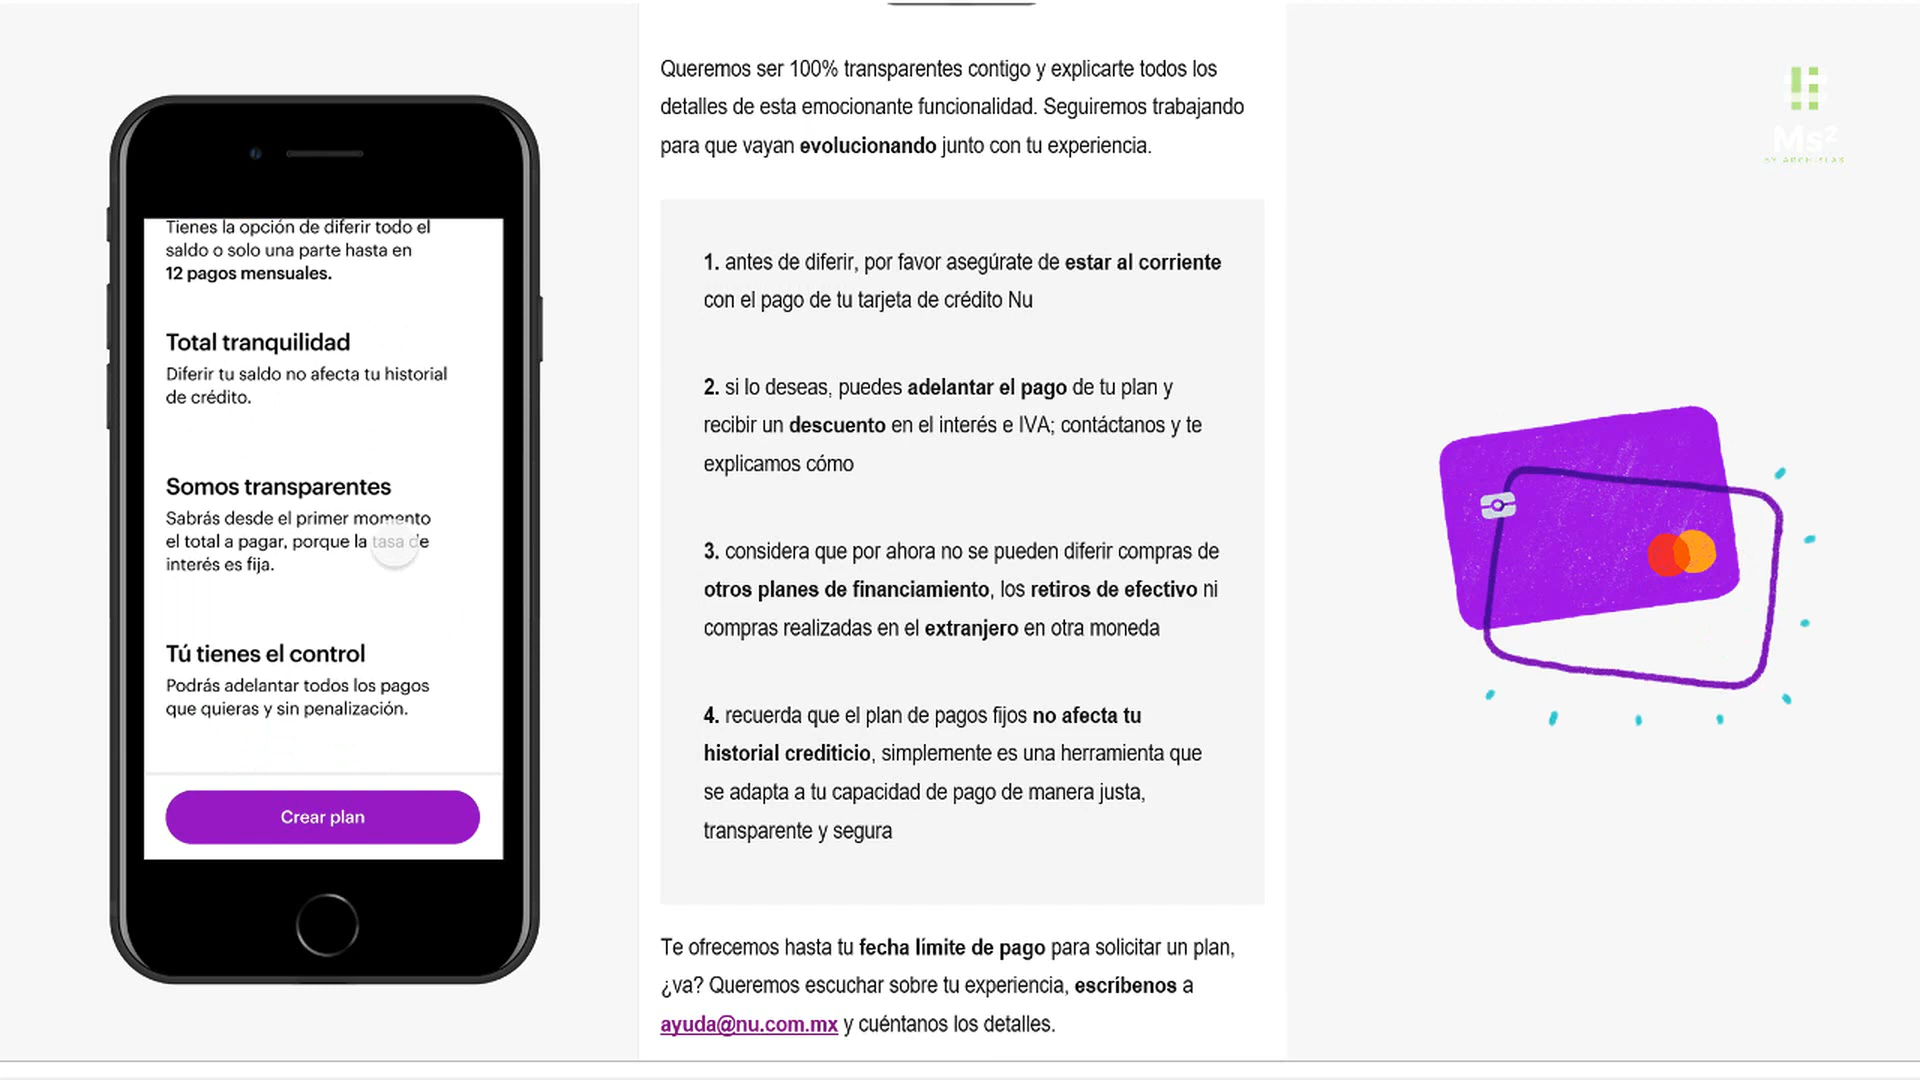 Tienes la opción de diferir todo el
saldo o solo una parte hasta en
12 pagos mensuales.
Total tranquilidad
Diferir tu saldo no afecta tu historial
de crédito.
Somos transparentes
Sabrás desde el primer momento
el total a pagar, porque la tasa de
interés es fija.
Tú tienes el control
Podrás adelantar todos los pagos
que quieras y sin penalización.
Crear plan
Queremos ser 100% transparentes contigo y explicarte todos los
detalles de esta emocionante funcionalidad. Seguiremos trabajando
para que vayan evolucionando junto con tu experiencia.
1. antes de diferir, por favor asegúrate de estar al corriente
con el pago de tu tarjeta de crédito Nu
2. si lo deseas, puedes adelantar el pago de tu plan y
recibir un descuento en el interés e IVA; contáctanos y te
explicamos cómo
3. considera que por ahora no se pueden diferir compras de
otros planes de financiamiento, los retiros de efectivo ni
compras realizadas en el extranjero en otra moneda
4. recuerda que el plan de pagos fijos no afecta tu
historial crediticio, simplemente es una herramienta que
se adapta a tu capacidad de pago de manera justa,
transparente y segura
Te ofrecemos hasta tu fecha límite de pago para solicitar un plan,
¿va? Queremos escuchar sobre tu experiencia, escríbenos a
ayuda@nu.com.mx y cuéntanos los detalles.
Ms²